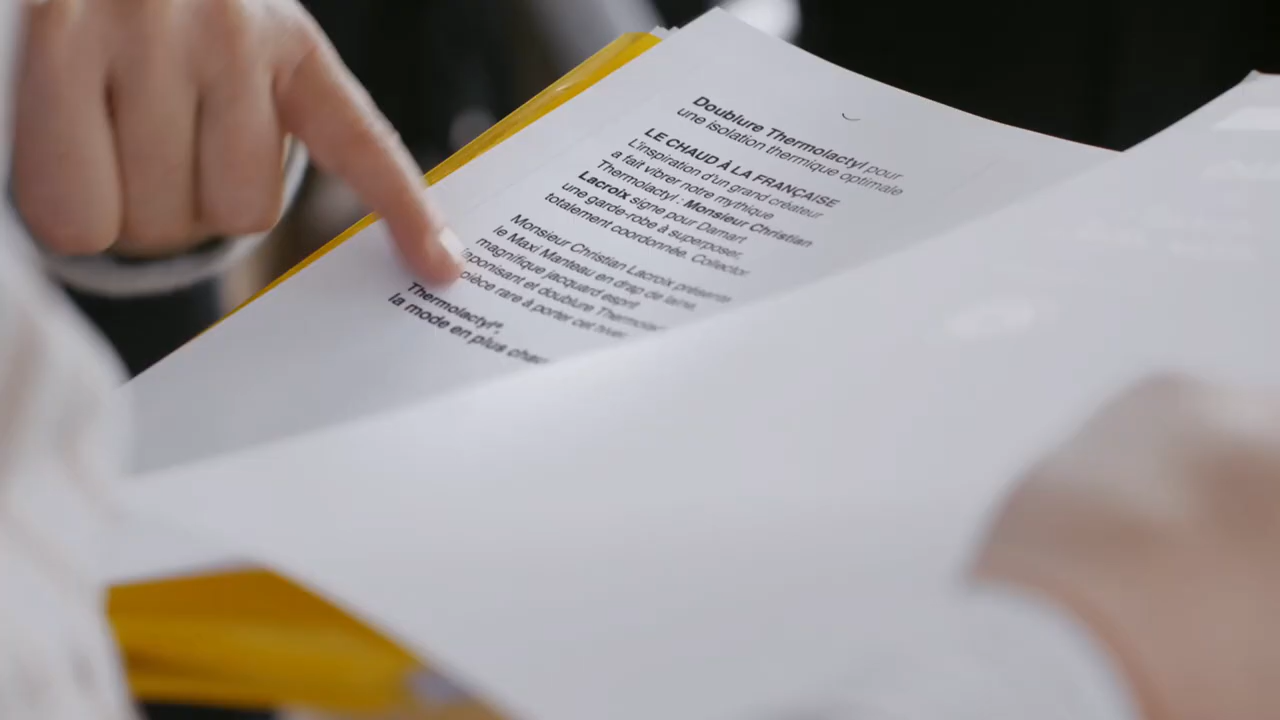 Doublure Thermolactyl pour
une isolation thermique optimale
LE CHAUD À LA FRANÇAISE
L'inspiration d'un grand créateur
a fait vibrer notre mythique
Thermolactyl : Monsieur Christian
Lacroix signe pour Damart
une garde-robe à superposer,
totalement coordonnée. Collector
Monsieur Christian Lacroix présente
le Maxi Manteau en drap de laine,
magnifique jacquard esprit
japonisant et doublure
pièce rare à porter cet hiver.
Thermolactyl®,
la mode en plus